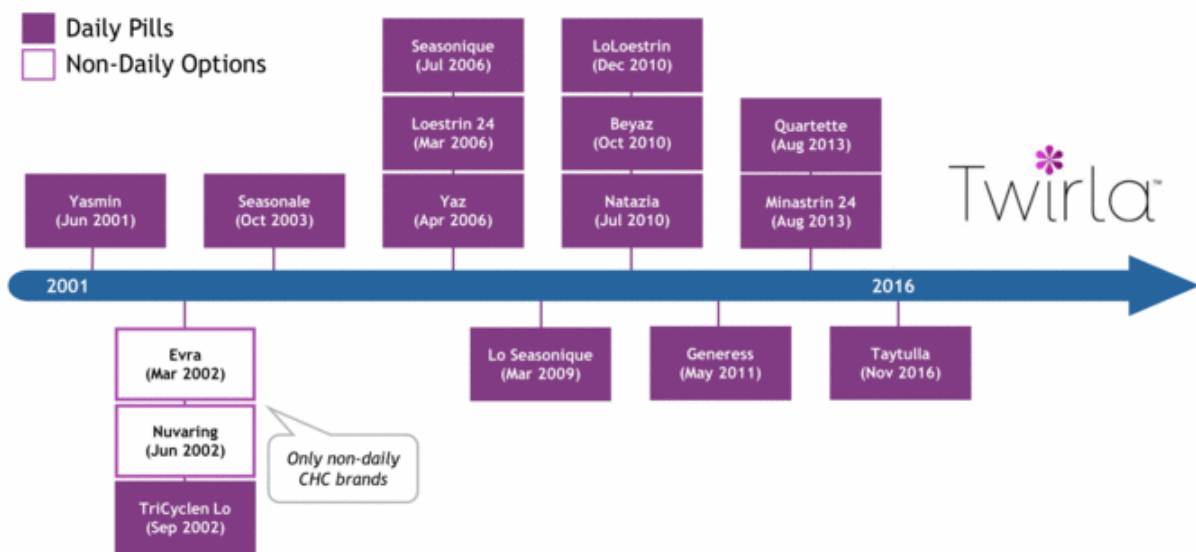 Daily Pills
Non-Daily Options
Seasonique
(Jul 2006)
LoLoestrin
(Dec 2010)
Loestrin 24
(Mar 2006)
Beyaz
(Oct 2010)
Quartette
(Aug 2013)
Yasmin
(Jun 2001)
Seasonale
(Oct 2003)
Yaz
(Apr 2006)
Natazia
(Jul 2010)
Minastrin 24
(Aug 2013)
Twirla™
2001
2016
Evra
(Mar 2002)
Nuvaring
(Jun 2002)
TriCyclen Lo
(Sep 2002)
Only non-daily
CHC brands
Lo Seasonique
(Mar 2009)
Generess
(May 2011)
Taytulla
(Nov 2016)